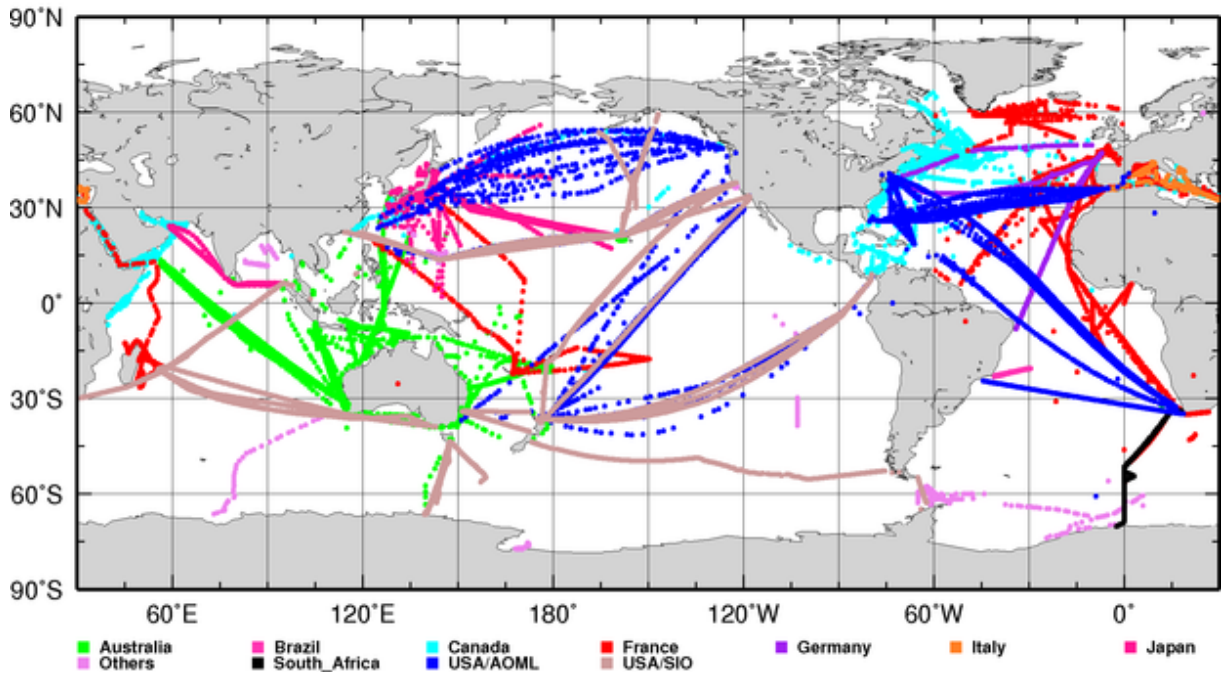 90°N
60°N
30°N
0°
30°S
60°S
90°S
60°E 120°E 180° 120°W 60°W 0°
Australia Brazil Canada France Germany Italy Japan
Others South_Africa USA/AOML USA/SIO